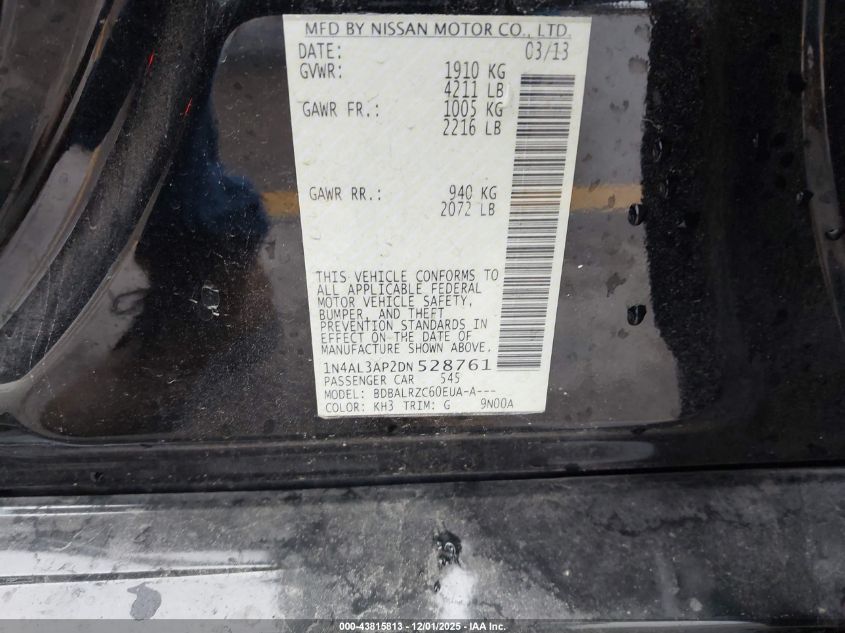 MFD BY NISSAN MOTOR CO., LTD.
DATE: 03/13
GVWR: 1910 KG
4211 LB
GAWR FR.: 1005 KG
2216 LB
GAWR RR.: 940 KG
2072 LB
THIS VEHICLE CONFORMS TO
ALL APPLICABLE FEDERAL
MOTOR VEHICLE SAFETY,
BUMPER, AND THEFT
PREVENTION STANDARDS IN
EFFECT ON THE DATE OF
MANUFACTURE SHOWN ABOVE.
1N4AL3AP2DN528761
PASSENGER CAR 545
MODEL: BDBALRZC60EUA-A---
COLOR: KH3 TRIM: G 9N00A
000-43815813 - 12/01/2025 - IAA Inc.